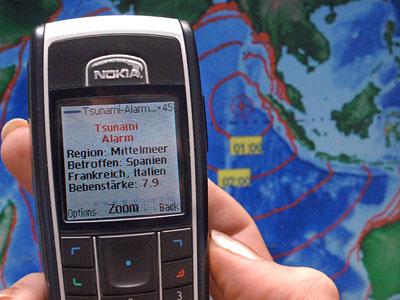 NOKIA
Tsunami-Alarm... 45
Tsunami
Alarm
Region: Mittelmeer
Betroffen: Spanien
Frankreich, Italien
Bebenstärke: 7.9
Options Zoom Back
01:00
02:00
3